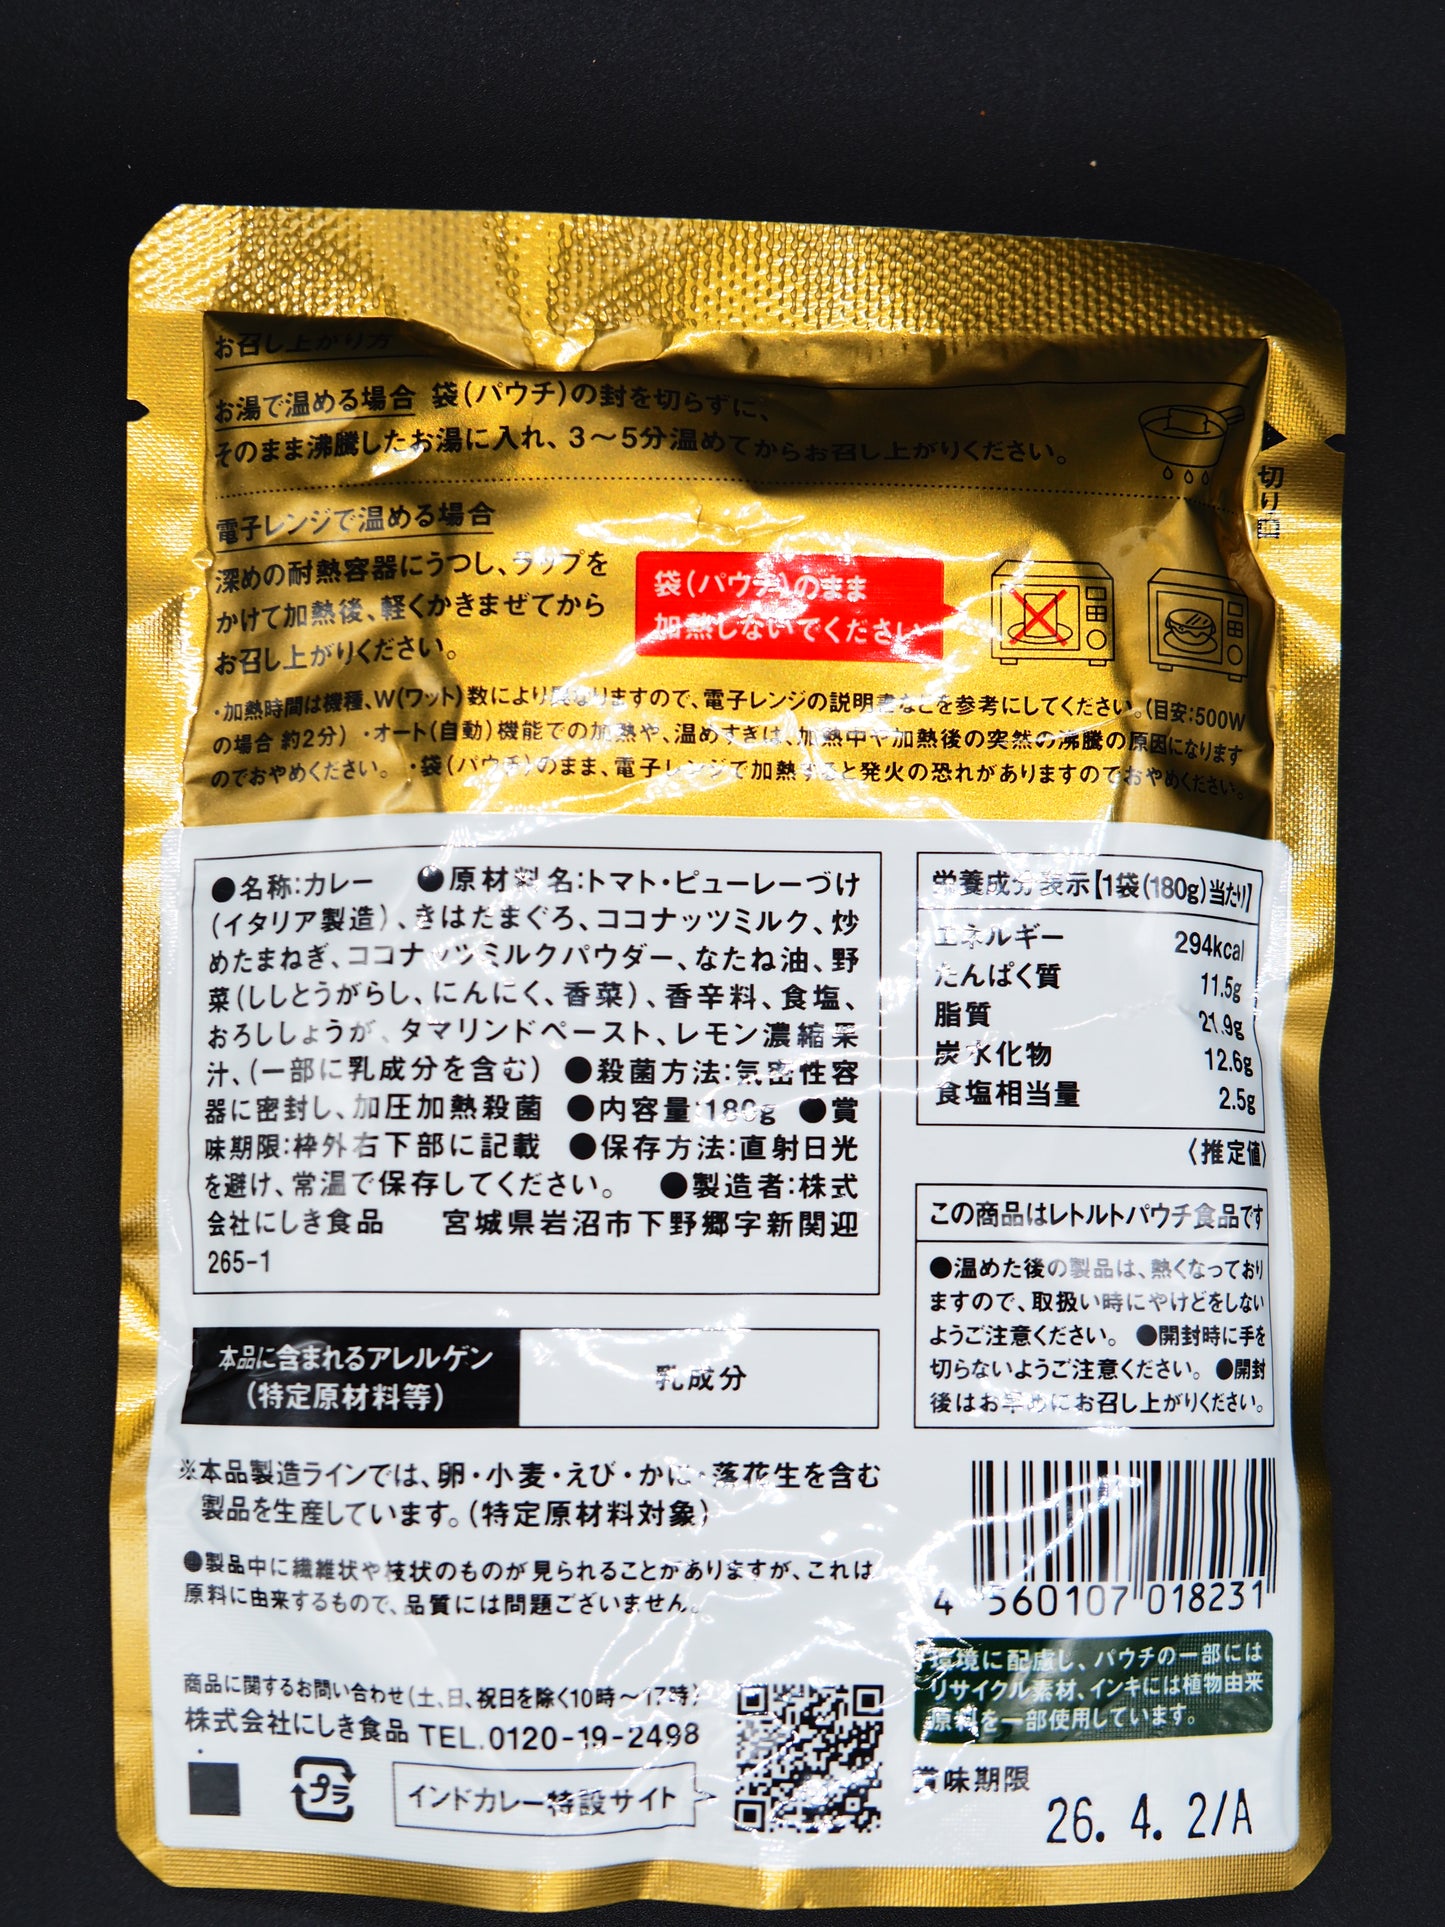 お召し上がり方
お湯で温める場合 袋(パウチ)の封を切らずに、
そのまま沸騰したお湯に入れ、3〜5分温めてからお召し上がりください。
切り口
電子レンジで温める場合
深めの耐熱容器にうつし、ラップを
かけて加熱後、軽くかきまぜてから
お召し上がりください。
袋(パウチ)のまま
加熱しないでください
・加熱時間は機種、W(ワット)数により異なりますので、電子レンジの説明書などを参考にしてください。(目安:500W
の場合 約2分) ・オート(自動)機能での加熱や、温めすぎは、加熱中や加熱後の突然の沸騰の原因になります
のでおやめください。 ・袋(パウチ)のまま、電子レンジで加熱すると発火の恐れがありますのでおやめください。
●名称:カレー ●原材料名:トマト・ピューレーづけ
(イタリア製造)、きはだまぐろ、ココナッツミルク、炒
めたまねぎ、ココナッツミルクパウダー、なたね油、野
菜(ししとうがらし、にんにく、香菜)、香辛料、食塩、
おろししょうが、タマリンドペースト、レモン濃縮果
汁、(一部に乳成分を含む) ●殺菌方法:気密性容
器に密封し、加圧加熱殺菌 ●内容量:180g ●賞
味期限:枠外右下部に記載 ●保存方法:直射日光
を避け、常温で保存してください。 ●製造者:株式
会社にしき食品 宮城県岩沼市下野郷字新関迎
265-1
本品に含まれるアレルゲン
(特定原材料等)
乳成分
※本品製造ラインでは、卵・小麦・えび・かに・落花生を含む
製品を生産しています。(特定原材料対象)
●製品中に繊維状や枝状のものが見られることがありますが、これは
原料に由来するもので、品質には問題ございません。
商品に関するお問い合わせ(土、日、祝日を除く10時〜17時)
株式会社にしき食品 TEL.0120-19-2498
プラ
インドカレー特設サイト
栄養成分表示【1袋(180g)当たり】
エネルギー 294kcal
たんぱく質 11.5g
脂質 21.9g
炭水化物 12.6g
食塩相当量 2.5g
〈推定値〉
この商品はレトルトパウチ食品です
●温めた後の製品は、熱くなっており
ますので、取扱い時にやけどをしない
ようご注意ください。 ●開封時に手を
切らないようご注意ください。 ●開封
後はお早めにお召し上がりください。
4 560107 018231
環境に配慮し、パウチの一部には
リサイクル素材、インキには植物由来
原料を一部使用しています。
賞味期限
26. 4. 2/A